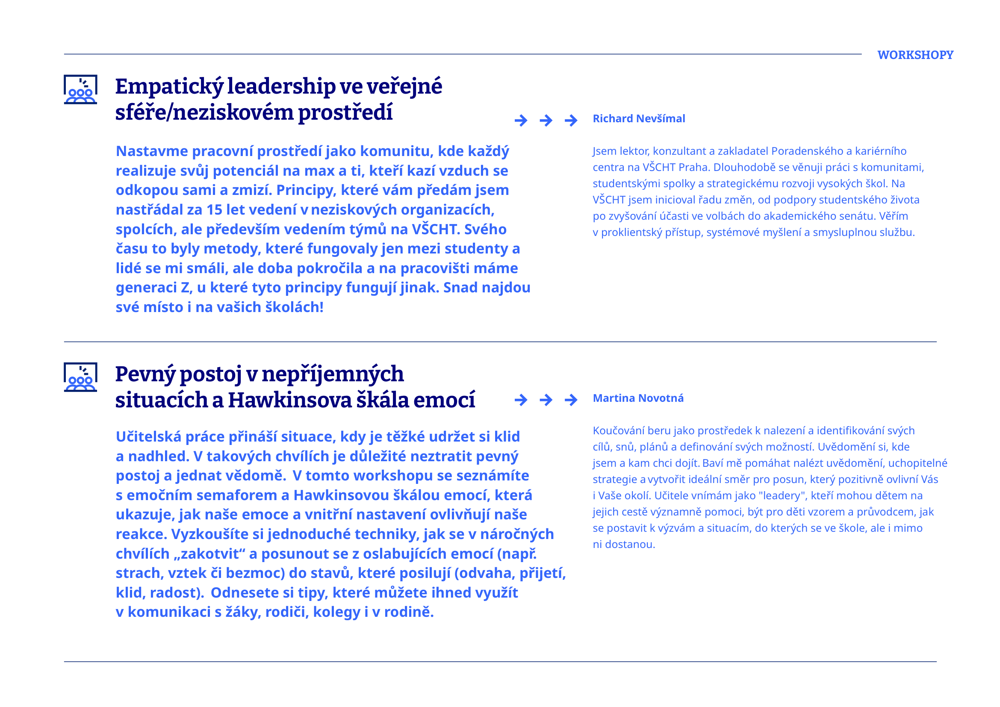 WORKSHOPY
Empatický leadership ve veřejné
sféře/neziskovém prostředí
Richard Nevšímal
Nastavme pracovní prostředí jako komunitu, kde každý
realizuje svůj potenciál na max a ti, kteří kazí vzduch se
odkopou sami a zmizí. Principy, které vám předám jsem
nastřádal za 15 let vedení v neziskových organizacích,
spolcích, ale především vedením týmů na VŠCHT. Svého
času to byly metody, které fungovaly jen mezi studenty a
lidé se mi smáli, ale doba pokročila a na pracovišti máme
generaci Z, u které tyto principy fungují jinak. Snad najdou
své místo i na vašich školách!
Jsem lektor, konzultant a zakladatel Poradenského a kariérního
centra na VŠCHT Praha. Dlouhodobě se věnuji práci s komunitami,
studentskými spolky a strategickému rozvoji vysokých škol. Na
VŠCHT jsem inicioval řadu změn, od podpory studentského života
po zvyšování účasti ve volbách do akademického senátu. Věřím
v proklientský přístup, systémové myšlení a smysluplnou službu.
Pevný postoj v nepříjemných
situacích a Hawkinsova škála emocí
Martina Novotná
Učitelská práce přináší situace, kdy je těžké udržet si klid
a nadhled. V takových chvílích je důležité neztratit pevný
postoj a jednat vědomě. V tomto workshopu se seznámíte
s emočním semaforem a Hawkinsovou škálou emocí, která
ukazuje, jak naše emoce a vnitřní nastavení ovlivňují naše
reakce. Vyzkoušíte si jednoduché techniky, jak se v náročných
chvílích „zakotvit“ a posunout se z oslabujících emocí (např.
strach, vztek či bezmoc) do stavů, které posilují (odvaha, přijetí,
klid, radost). Odnesete si tipy, které můžete ihned využít
v komunikaci s žáky, rodiči, kolegy i v rodině.
Koučování beru jako prostředek k nalezení a identifikování svých
cílů, snů, plánů a definování svých možností. Uvědomění si, kde
jsem a kam chci dojít. Baví mě pomáhat nalézt uvědomění, uchopitelné
strategie a vytvořit ideální směr pro posun, který pozitivně ovlivní Vás
i Vaše okolí. Učitele vnímám jako "leadery", kteří mohou dětem na
jejich cestě významně pomoci, být pro děti vzorem a průvodcem, jak
se postavit k výzvám a situacím, do kterých se ve škole, ale i mimo
ni dostanou.